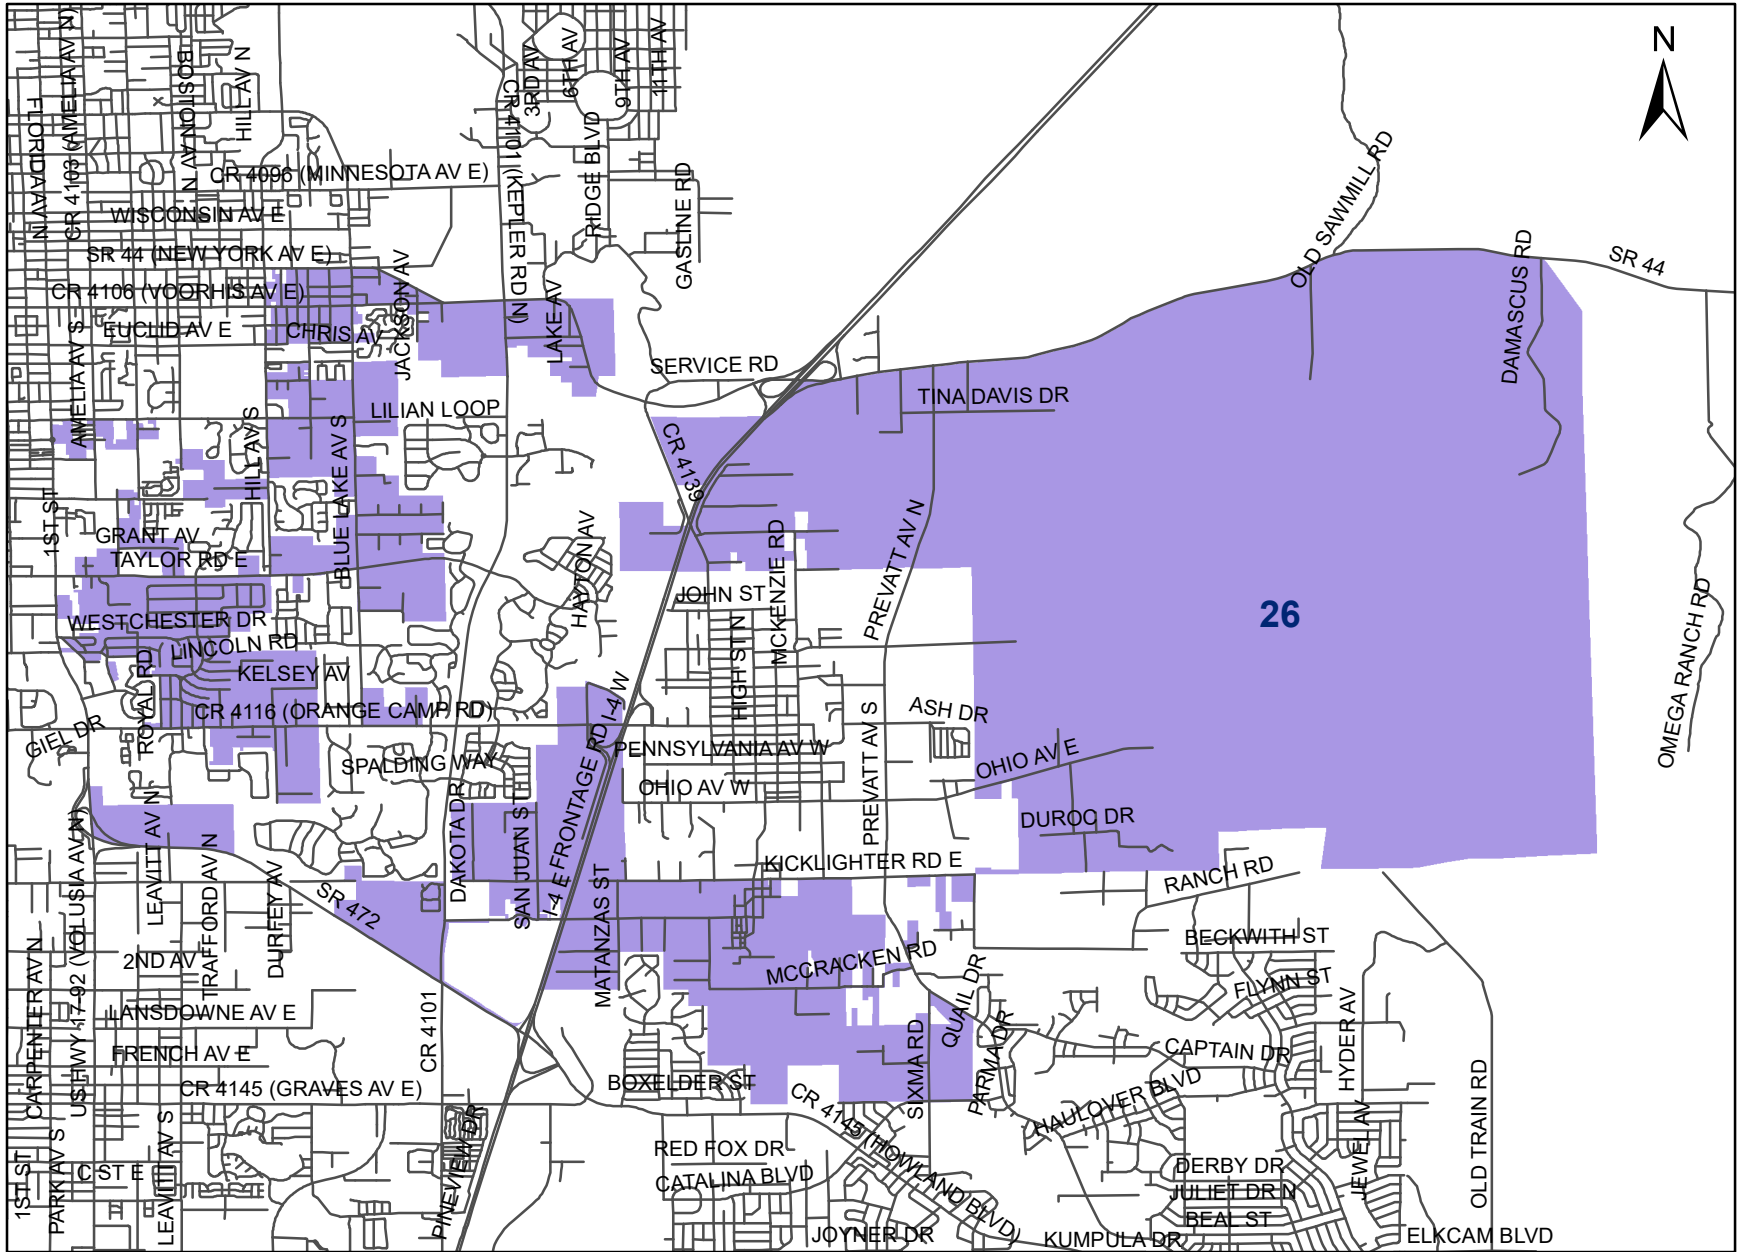 N
3RD AV
6TH AV
9TH AV
11TH AV
FLORIDA AV N
CR 4103 (AMELIA AV N)
BOSTON AV N
HILL AV N
CR 4101 (KEPLER RD N)
RIDGE BLVD
GASLINE RD
OLD SAWMILL RD
CR 4096 (MINNESOTA AV E)
WISCONSIN AV E
SR 44 (NEW YORK AV E)
CR 4106 (VOORHIS AV E)
EUCLID AV E
CHRIS AV
JACKSON AV
LAKE AV
SERVICE RD
DAMASCUS RD
SR 44
TINA DAVIS DR
AMELIA AV S
LILIAN LOOP
HILL AV S
BLUE LAKE AV S
CR 4139
1ST ST
GRANT AV
TAYLOR RD E
HAYTON AV
MCKENZIE RD
PREVATT AV N
JOHN ST
26
OMEGA RANCH RD
WESTCHESTER DR
LINCOLN RD
KELSEY AV
ROYAL RD
HIGH ST N
CR 4116 (ORANGE CAMP RD)
I-4 W
ASH DR
GIEL DR
SPALDING WAY
PENNSYLVANIA AV W
OHIO AV W
PREVATT AV S
OHIO AV E
DUROC DR
DAKOTA DR
SAN JUAN ST
I-4 E FRONTAGE RD
LEAVITT AV N
TRAFFORD AV N
DURFEY AV
SR 472
MATANZAS ST
KICKLIGHTER RD E
RANCH RD
US HWY 17-92 (VOLUSIA AV N)
CARPENTER AV N
2ND AV
MCCRACKEN RD
BECKWITH ST
FLYNN ST
LANSDOWNE AV E
FRENCH AV E
CR 4101
QUAIL DR
PARMA DR
SIXMA RD
CAPTAIN DR
HYDER AV
CR 4145 (GRAVES AV E)
BOXELDER ST
CR 4145 (HOWLAND BLVD)
HAULOVER BLVD
OLD TRAIN RD
1ST ST
PARK AV S
C ST E
LEAVITT AV S
PINEVIEW DR
RED FOX DR
CATALINA BLVD
JOYNER DR
DERBY DR
JULIET DR N
BEAL ST
JEWEL AV
KUMPULA DR
ELKCAM BLVD